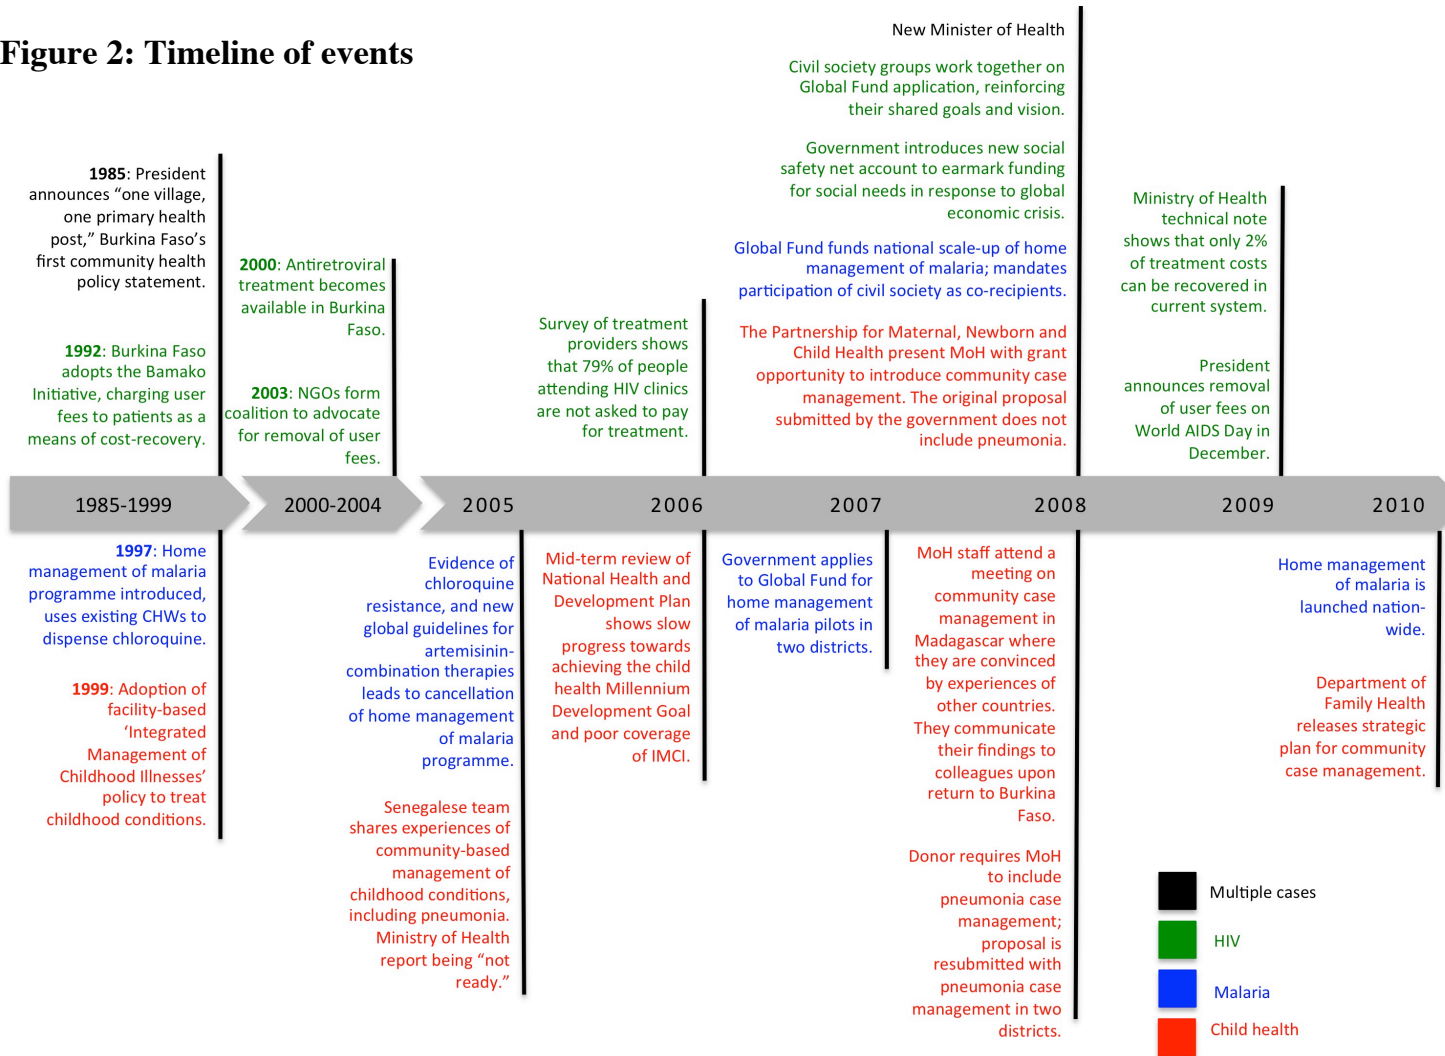 Figure 2: Timeline of events
1985: President
announces “one village,
one primary health
post,” Burkina Faso’s
first community health
policy statement.
1992: Burkina Faso
adopts the Bamako
Initiative, charging user
fees to patients as a
means of cost-recovery.
2000: Antiretroviral
treatment becomes
available in Burkina
Faso.
2003: NGOs form
coalition to advocate
for removal of user
fees.
Survey of treatment
providers shows
that 79% of people
attending HIV clinics
are not asked to pay
for treatment.
New Minister of Health
Civil society groups work together on
Global Fund application, reinforcing
their shared goals and vision.
Government introduces new social
safety net account to earmark funding
for social needs in response to global
economic crisis.
Global Fund funds national scale-up of home
management of malaria; mandates
participation of civil society as co-recipients.
The Partnership for Maternal, Newborn and
Child Health present MoH with grant
opportunity to introduce community case
management. The original proposal
submitted by the government does not
include pneumonia.
Ministry of Health
technical note
shows that only 2%
of treatment costs
can be recovered in
current system.
President
announces removal
of user fees on
World AIDS Day in
December.
1985-1999
2000-2004
2005
2006
2007
2008
2009
2010
1997: Home
management of malaria
programme introduced,
uses existing CHWs to
dispense chloroquine.
1999: Adoption of
facility-based
‘Integrated
Management of
Childhood Illnesses’
policy to treat
childhood conditions.
Evidence of
chloroquine
resistance, and new
global guidelines for
artemisinin-
combination therapies
leads to cancellation
of home management
of malaria
programme.
Senegalese team
shares experiences of
community-based
management of
childhood conditions,
including pneumonia.
Ministry of Health
report being “not
ready.”
Mid-term review of
National Health and
Development Plan
shows slow
progress towards
achieving the child
health Millennium
Development Goal
and poor coverage
of IMCI.
Government applies
to Global Fund for
home management
of malaria pilots in
two districts.
MoH staff attend a
meeting on
community case
management in
Madagascar where
they are convinced
by experiences of
other countries.
They communicate
their findings to
colleagues upon
return to Burkina
Faso.
Donor requires MoH
to include
pneumonia case
management;
proposal is
resubmitted with
pneumonia case
management in two
districts.
Home management
of malaria is
launched nation-
wide.
Department of
Family Health
releases strategic
plan for community
case management.
Multiple cases
HIV
Malaria
Child health